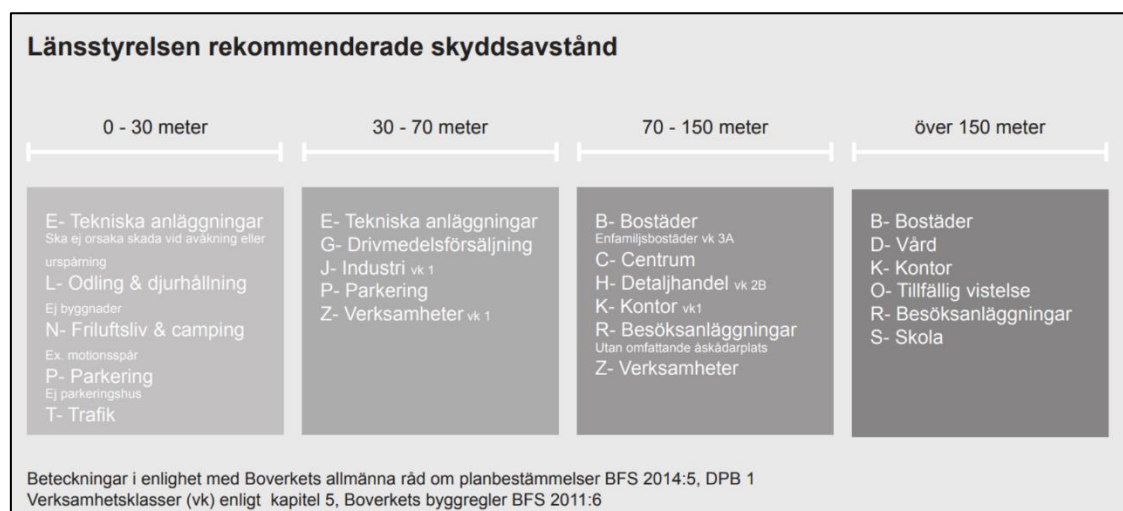 Länsstyrelsen rekommenderade skyddsavstånd
0 - 30 meter
30 - 70 meter
70 - 150 meter
över 150 meter
E- Tekniska anläggningar
Ska ej orsaka skada vid avåkning eller
urspårning
L- Odling & djurhållning
Ej byggnader
N- Friluftsliv & camping
Ex. motionsspår
P- Parkering
Ej parkeringshus
T- Trafik
E- Tekniska anläggningar
G- Drivmedelsförsäljning
J- Industri vk 1
P- Parkering
Z- Verksamheter vk 1
B- Bostäder
Enfamiljsbostäder vk 3A
C- Centrum
H- Detaljhandel vk 2B
K- Kontor vk1
R- Besöksanläggningar
Utan omfattande åskådarplats
Z- Verksamheter
B- Bostäder
D- Vård
K- Kontor
O- Tillfällig vistelse
R- Besöksanläggningar
S- Skola
Beteckningar i enlighet med Boverkets allmänna råd om planbestämmelser BFS 2014:5, DPB 1
Verksamhetsklasser (vk) enligt kapitel 5, Boverkets byggregler BFS 2011:6